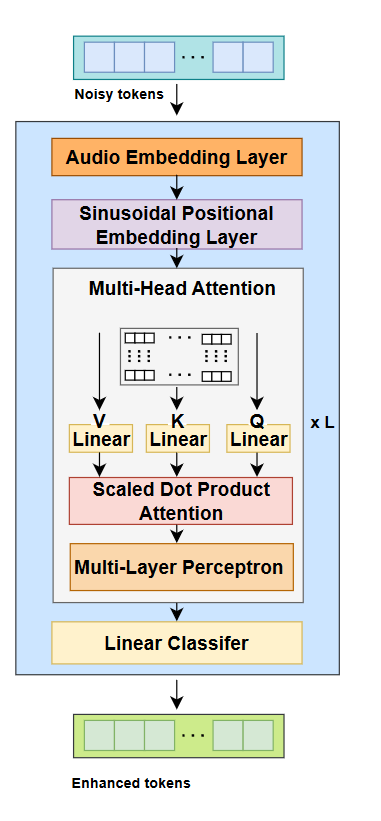 Noisy tokens
Audio Embedding Layer
Sinusoidal Positional
Embedding Layer
Multi-Head Attention
V K Q
Linear Linear Linear
x L
Scaled Dot Product
Attention
Multi-Layer Perceptron
Linear Classifer
Enhanced tokens